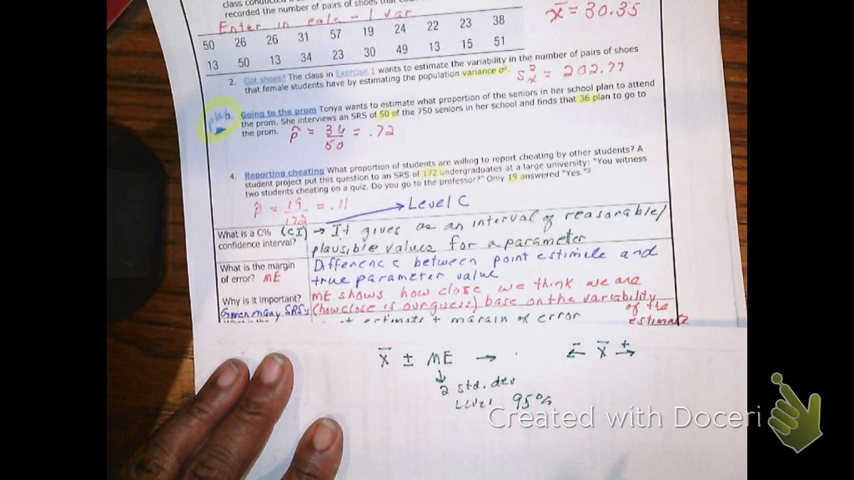 class conducted
recorded the number of pairs of shoes that
Enter in calc - 1 var
x̄ = 30.35
50 26 26 31 57 19 24 22 23 38
13 50 13 34 23 30 49 13 15 51
2. Got shoes? The class in Exercise 1 wants to estimate the variability in the number of pairs of shoes
that female students have by estimating the population variance σ².
s²x = 202.77
3. Going to the prom Tonya wants to estimate what proportion of the seniors in her school plan to attend
the prom. She interviews an SRS of 50 of the 750 seniors in her school and finds that 36 plan to go to
the prom. p̂ = 36/50 = .72
4. Reporting cheating What proportion of students are willing to report cheating by other students? A
student project put this question to an SRS of 172 undergraduates at a large university: "You witness
two students cheating on a quiz. Do you go to the professor?" Only 19 answered "Yes."²
p̂ = 19/172 = .11 → Level C
What is a C% (CI) → It gives us an interval of reasonable/
confidence interval? plausible values for a parameter
What is the margin Difference between point estimate and
of error? ME true parameter value
Why is it important? ME shows how close we think we are
Given many SRS's (how close is our guess) base on the variability
of the
estimate
estimate + margin of error
x̄ ± ME → ← x̄ +→
2 std. dev
Level 95%
Created with Doceri